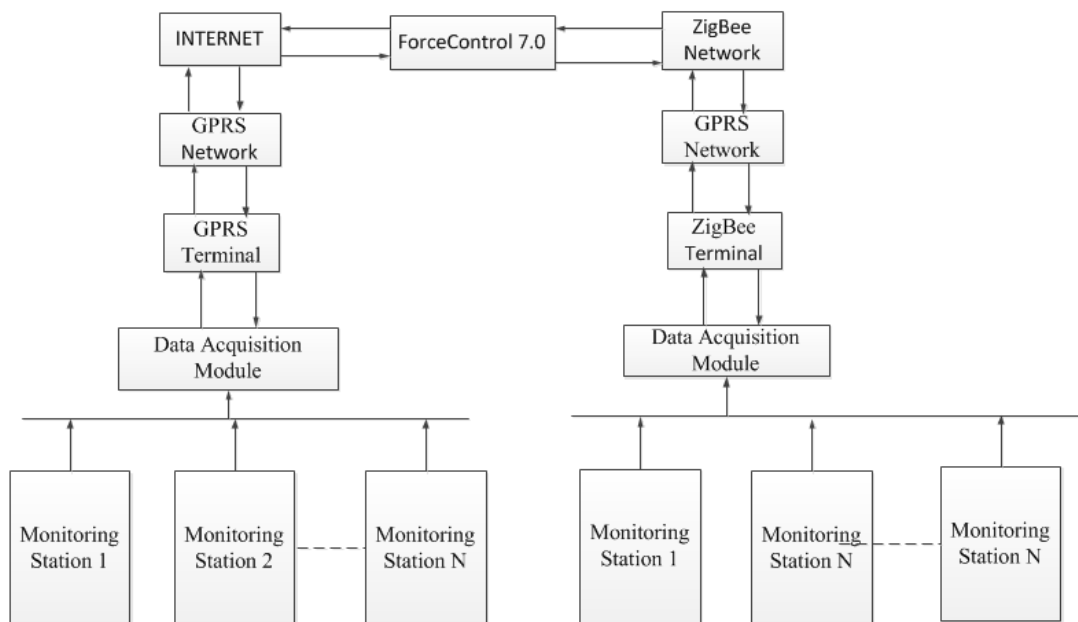 INTERNET
ForceControl 7.0
ZigBee
Network
GPRS
Network
GPRS
Network
GPRS
Terminal
ZigBee
Terminal
Data Acquisition
Module
Data Acquisition
Module
Monitoring
Station 1
Monitoring
Station 2
Monitoring
Station N
Monitoring
Station 1
Monitoring
Station N
Monitoring
Station N